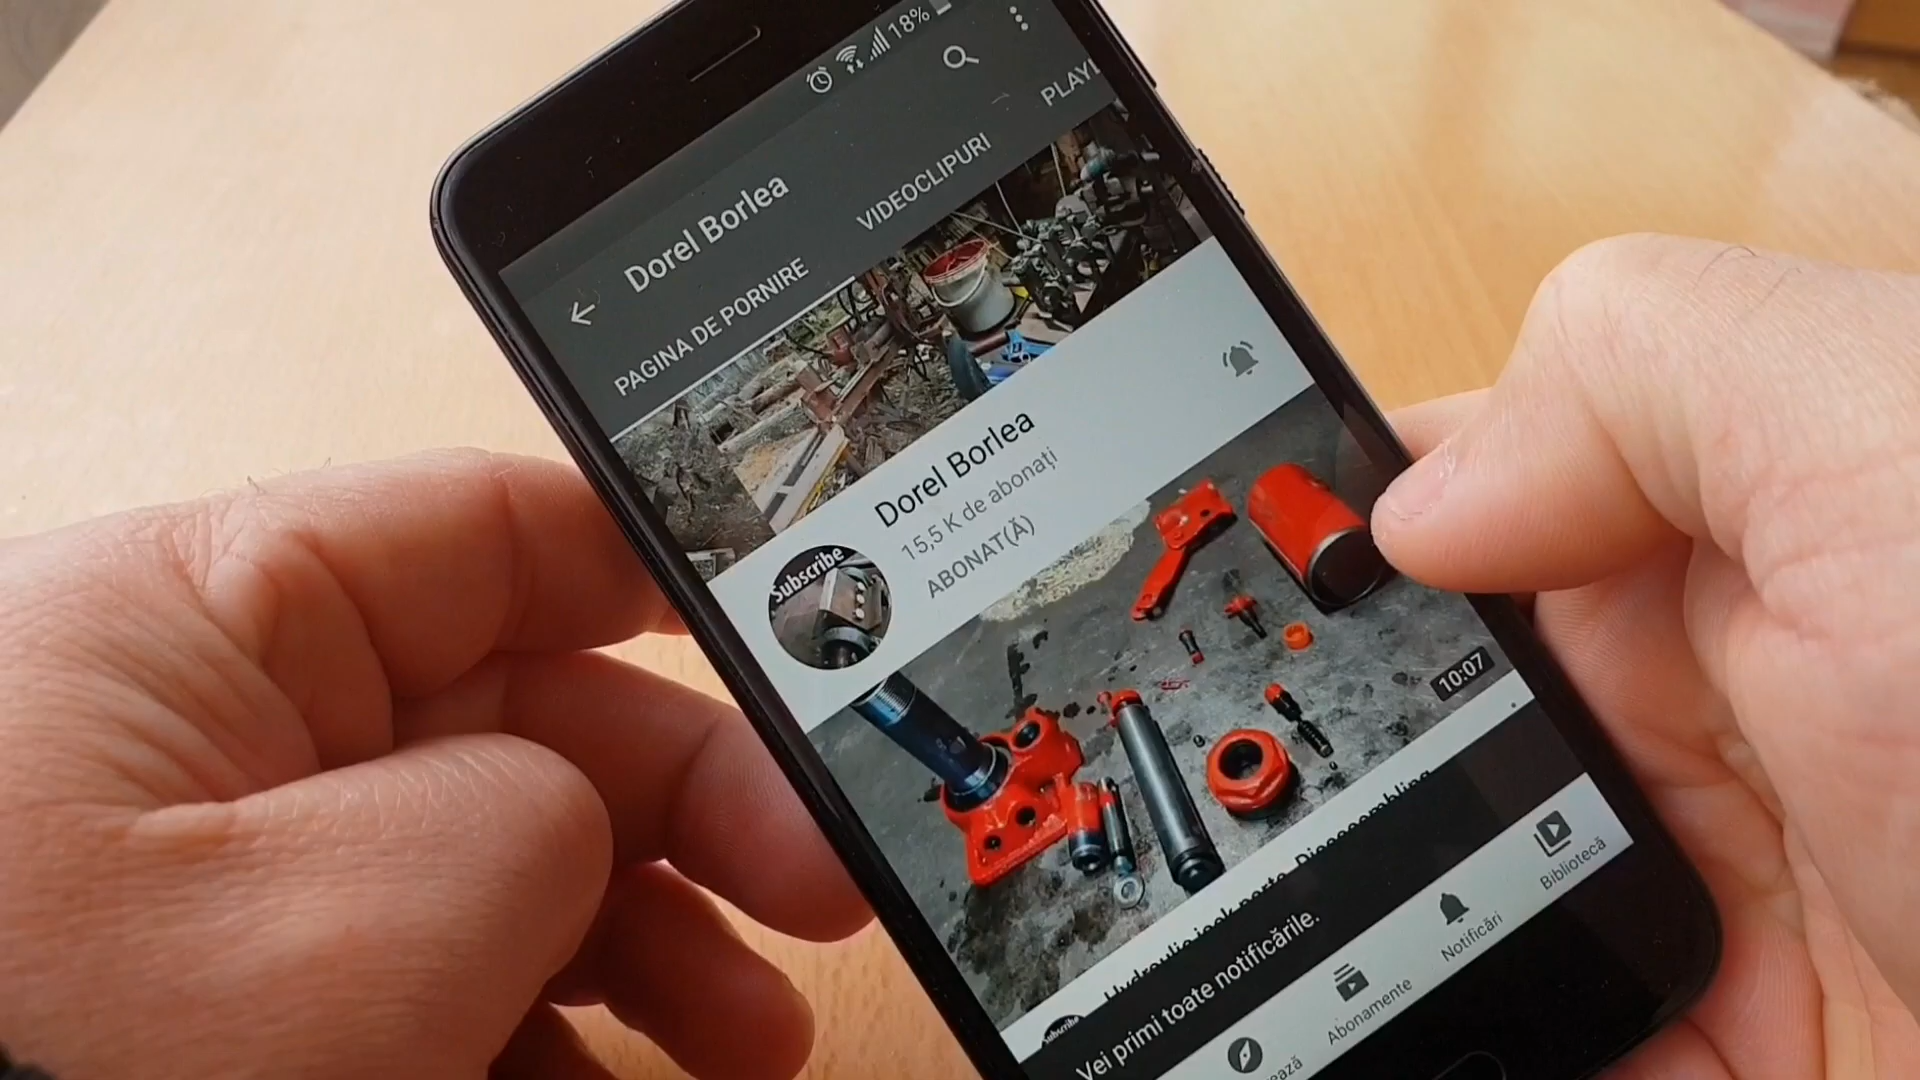 18%
Dorel Borlea
PAGINA DE PORNIRE
VIDEOCLIPURI
Dorel Borlea
15,5 K de abonați
ABONAT(Ă)
Subscribe
10:07
Subscribe
Vei primi toate notificările.
Abonamente
Notificări
Bibliotecă